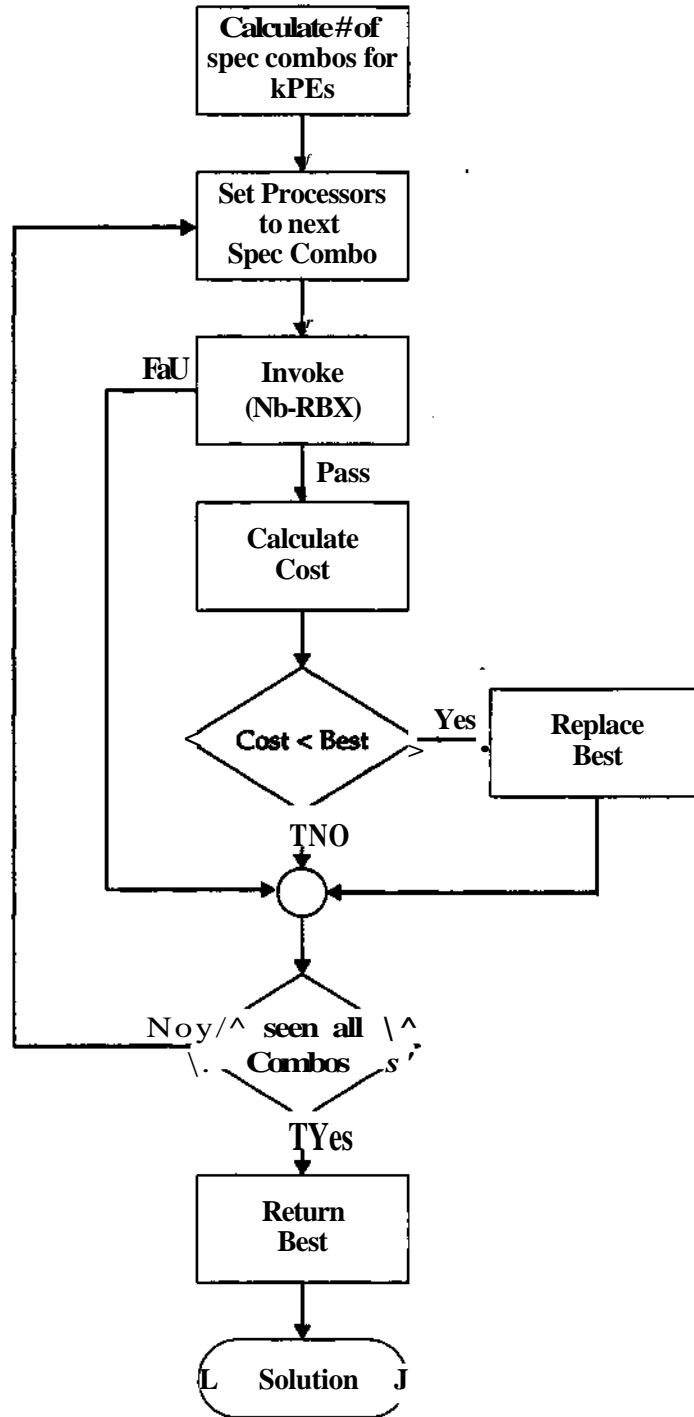 Calculate # of
spec combos for
kPEs
Set Processors
to next
Spec Combo
FaU
Invoke
(Nb-RBX)
Pass
Calculate
Cost
Cost < Best
Yes
Replace
Best
TNO
Noy/^ seen all \^
\. Combos s'
TYes
Return
Best
L Solution J